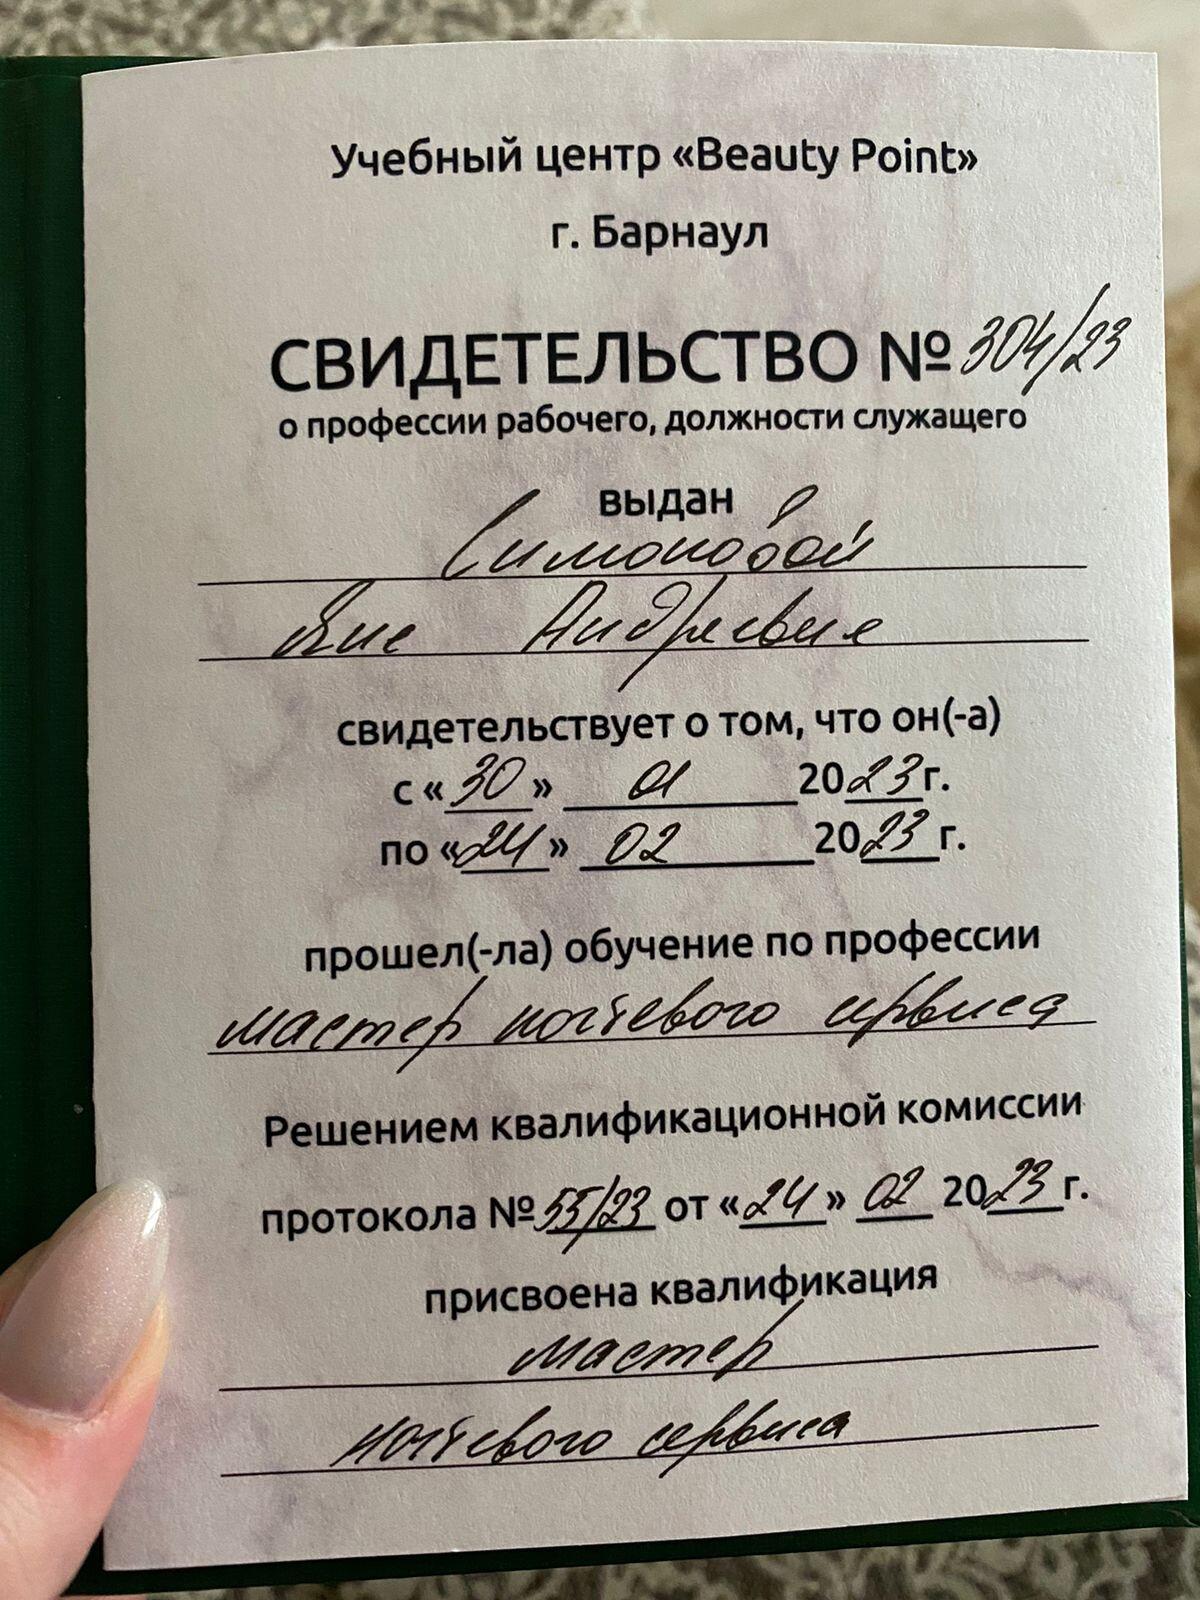 Учебный центр «Beauty Point»
г. Барнаул
СВИДЕТЕЛЬСТВО № 304/23
о профессии рабочего, должности служащего
выдан
Симоновой
Яне Андреевне
свидетельствует о том, что он(-а)
с «30» 01 2023 г.
по «24» 02 2023 г.
прошел(-ла) обучение по профессии
мастер ногтевого сервиса
Решением квалификационной комиссии
протокола № 55/23 от «24» 02 2023 г.
присвоена квалификация
мастер
ногтевого сервиса